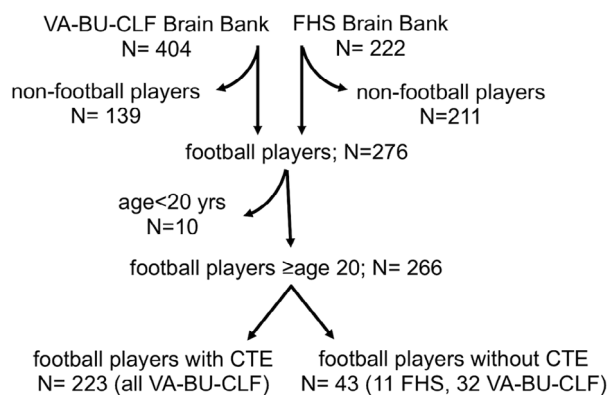 VA-BU-CLF Brain Bank
N= 404
FHS Brain Bank
N= 222
non-football players
N= 139
non-football players
N=211
football players; N=276
age<20 yrs
N=10
football players ≥age 20; N= 266
football players with CTE
N= 223 (all VA-BU-CLF)
football players without CTE
N= 43 (11 FHS, 32 VA-BU-CLF)